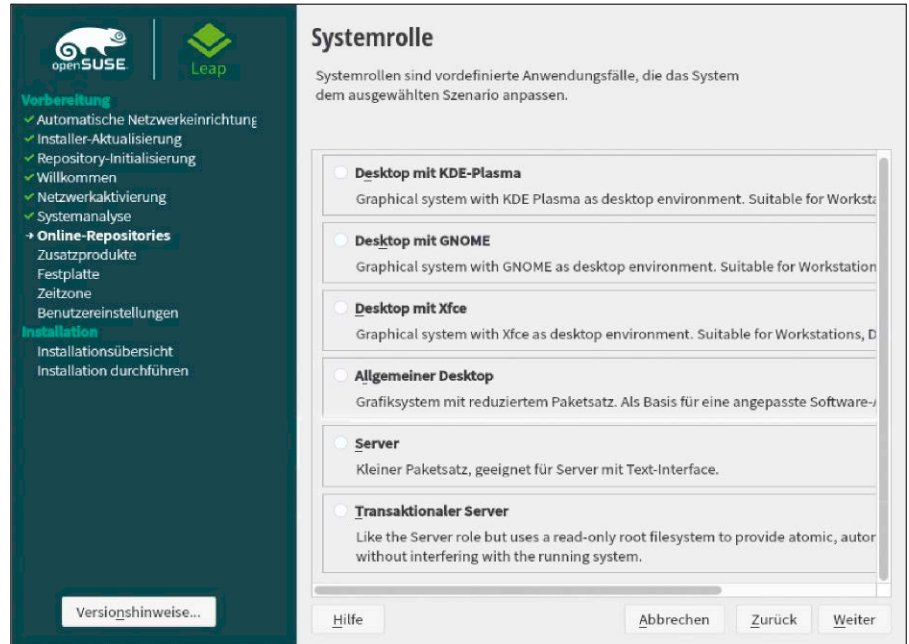 openSUSE
Leap
Vorbereitung
Automatische Netzwerkeinrichtung
Installer-Aktualisierung
Repository-Initialisierung
Willkommen
Netzwerkaktivierung
Systemanalyse
Online-Repositories
Zusatzprodukte
Festplatte
Zeitzone
Benutzereinstellungen
Installation
Installationsübersicht
Installation durchführen
Versionshinweise...
Systemrolle
Systemrollen sind vordefinierte Anwendungsfälle, die das System
dem ausgewählten Szenario anpassen.
Desktop mit KDE-Plasma
Graphical system with KDE Plasma as desktop environment. Suitable for Worksta
Desktop mit GNOME
Graphical system with GNOME as desktop environment. Suitable for Workstation
Desktop mit Xfce
Graphical system with Xfce as desktop environment. Suitable for Workstations, D
Allgemeiner Desktop
Grafiksystem mit reduziertem Paketsatz. Als Basis für eine angepasste Software-
Server
Kleiner Paketsatz, geeignet für Server mit Text-Interface.
Transaktionaler Server
Like the Server role but uses a read-only root filesystem to provide atomic, autor
without interfering with the running system.
Hilfe
Abbrechen
Zurück
Weiter